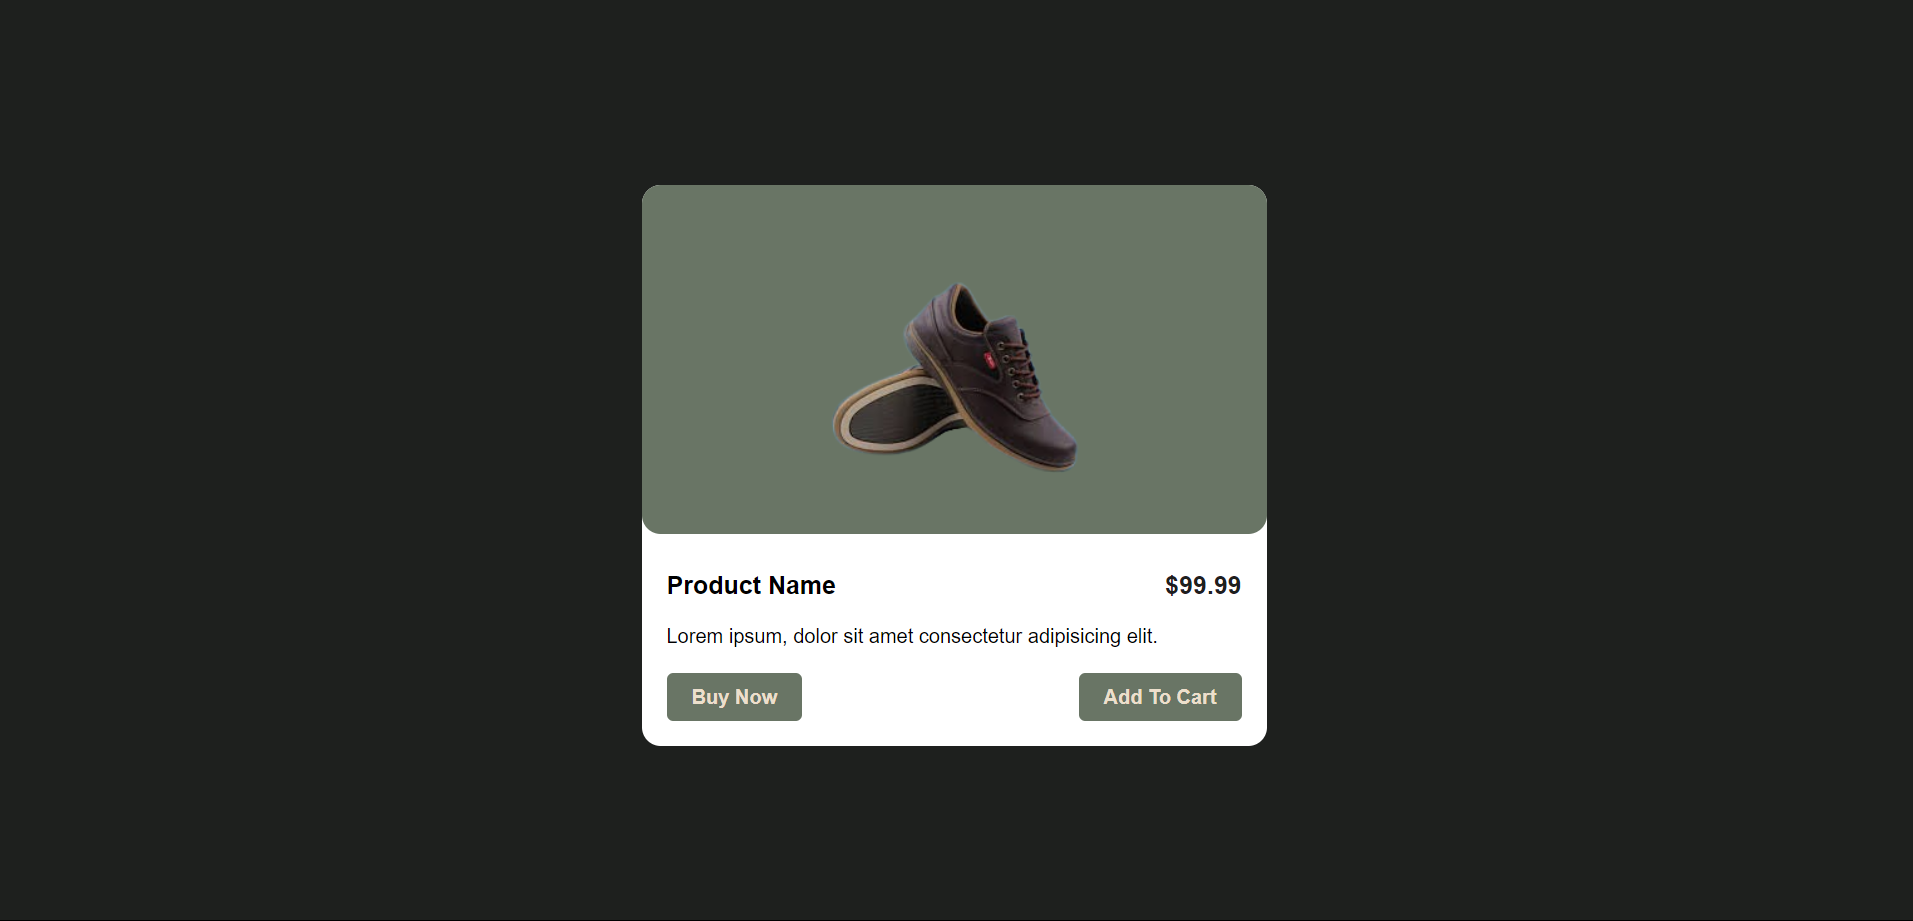 Product Name $99.99
Lorem ipsum, dolor sit amet consectetur adipisicing elit.
Buy Now Add To Cart